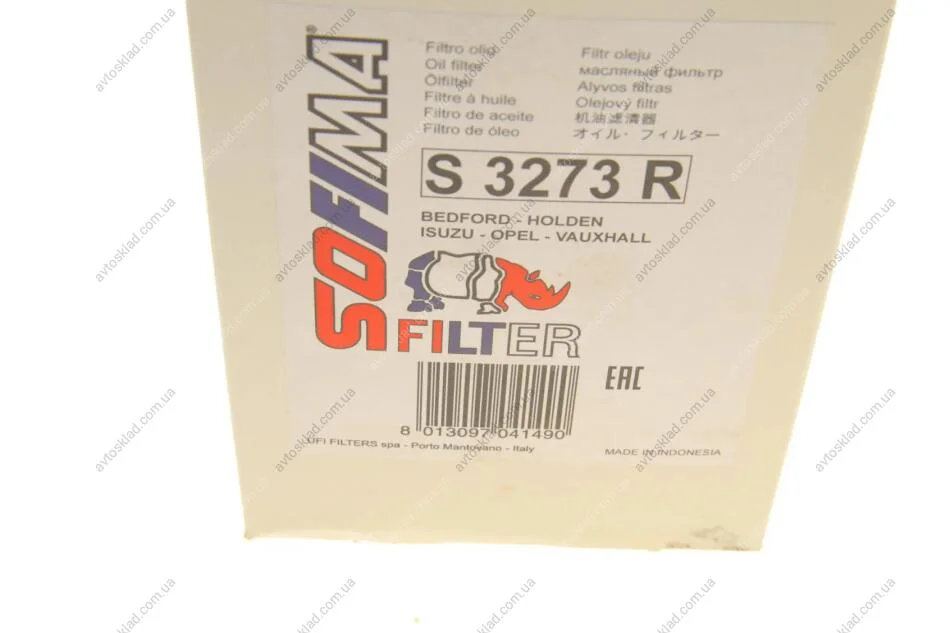 SOFIMA®
Filtro olio
Oil filter
Ölfilter
Filtre à huile
Filtro de aceite
Filtro de óleo
Filtr oleju
масляный фильтр
Alyvos filtras
Olejový filtr
机油滤清器
オイル・フィルター
S 3273 R
BEDFORD - HOLDEN
ISUZU - OPEL - VAUXHALL
FILTER
8 013097 041490
EAC
UFI FILTERS spa - Porto Mantovano - Italy
MADE IN INDONESIA
avtosklad.com.ua